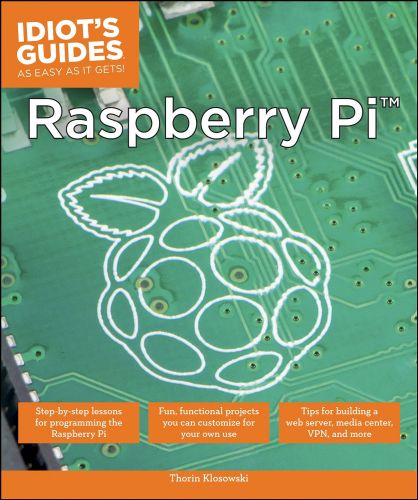 IDIOT'S
GUIDES
AS EASY AS IT GETS!
Raspberry Pi™
Step-by-step lessons
for programming the
Raspberry Pi
Fun, functional projects
you can customize for
your own use
Tips for building a
web server, media center,
VPN, and more
Thorin Klosowski